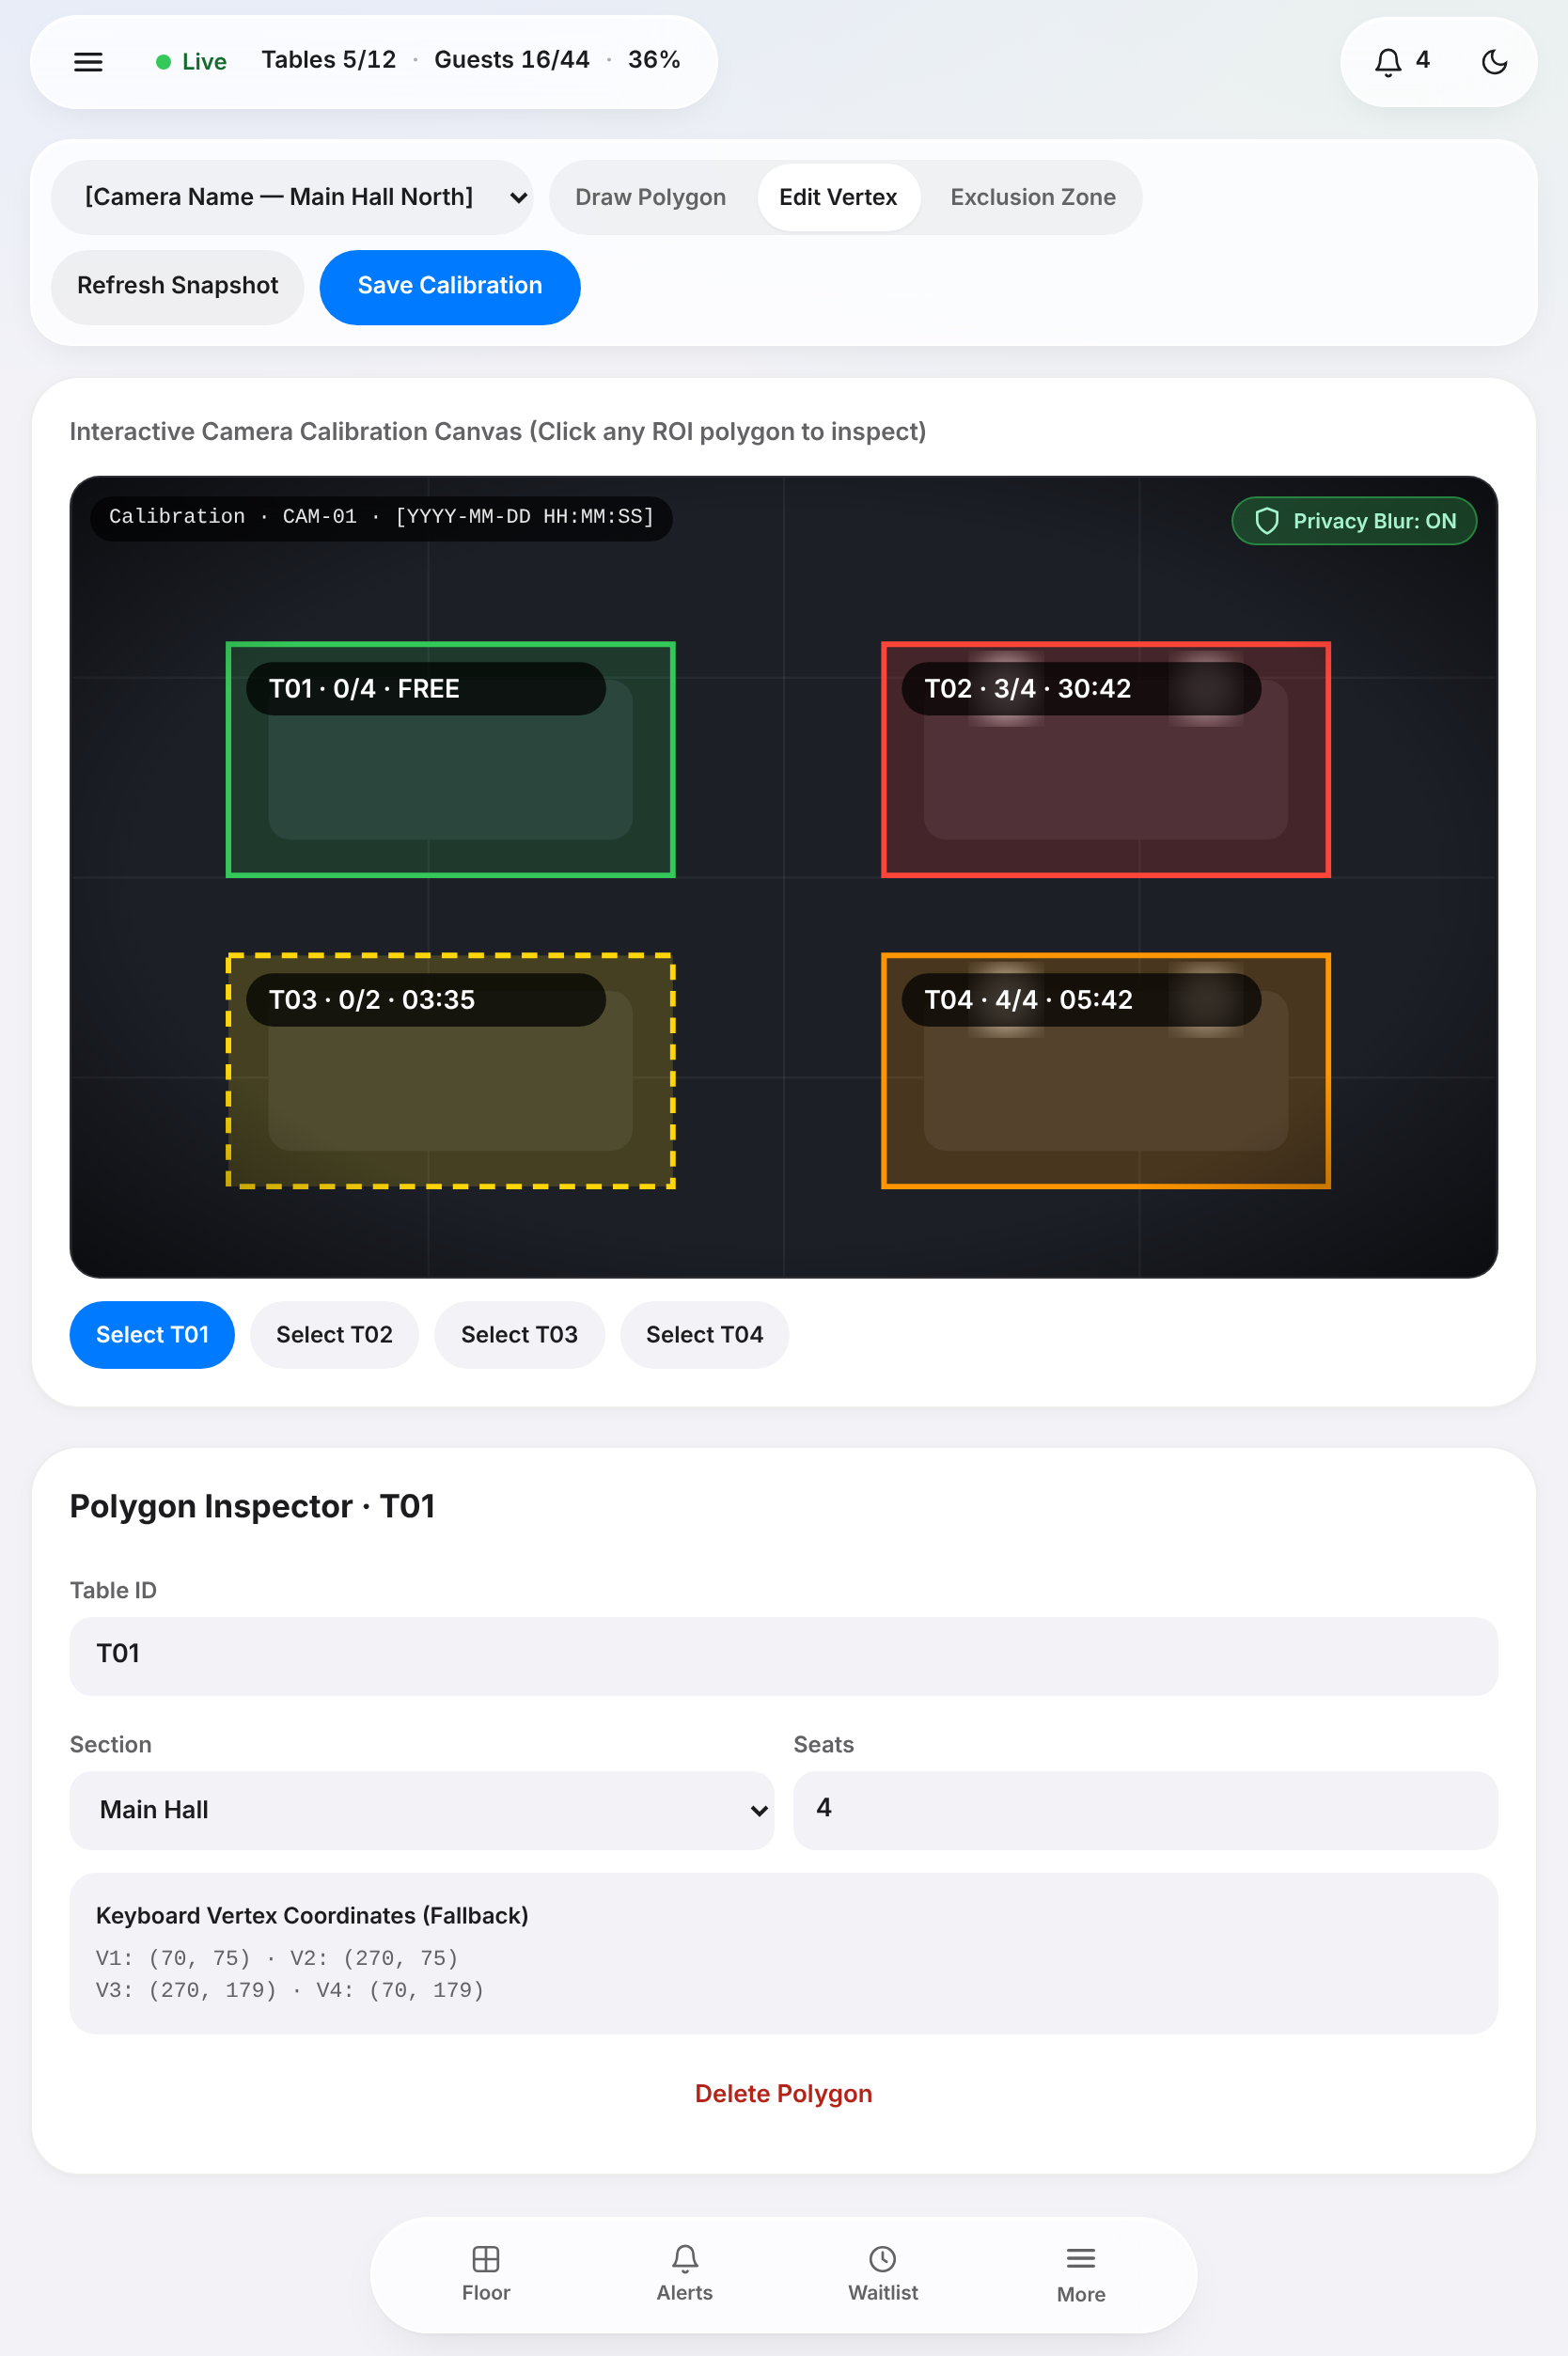 Live Tables 5/12 · Guests 16/44 · 36%
4
[Camera Name — Main Hall North]
Draw Polygon Edit Vertex Exclusion Zone
Refresh Snapshot Save Calibration
Interactive Camera Calibration Canvas (Click any ROI polygon to inspect)
Calibration · CAM-01 · [YYYY-MM-DD HH:MM:SS]
Privacy Blur: ON
T01 · 0/4 · FREE
T02 · 3/4 · 30:42
T03 · 0/2 · 03:35
T04 · 4/4 · 05:42
Select T01 Select T02 Select T03 Select T04
Polygon Inspector · T01
Table ID
T01
Section Seats
Main Hall 4
Keyboard Vertex Coordinates (Fallback)
V1: (70, 75) · V2: (270, 75)
V3: (270, 179) · V4: (70, 179)
Delete Polygon
Floor Alerts Waitlist More